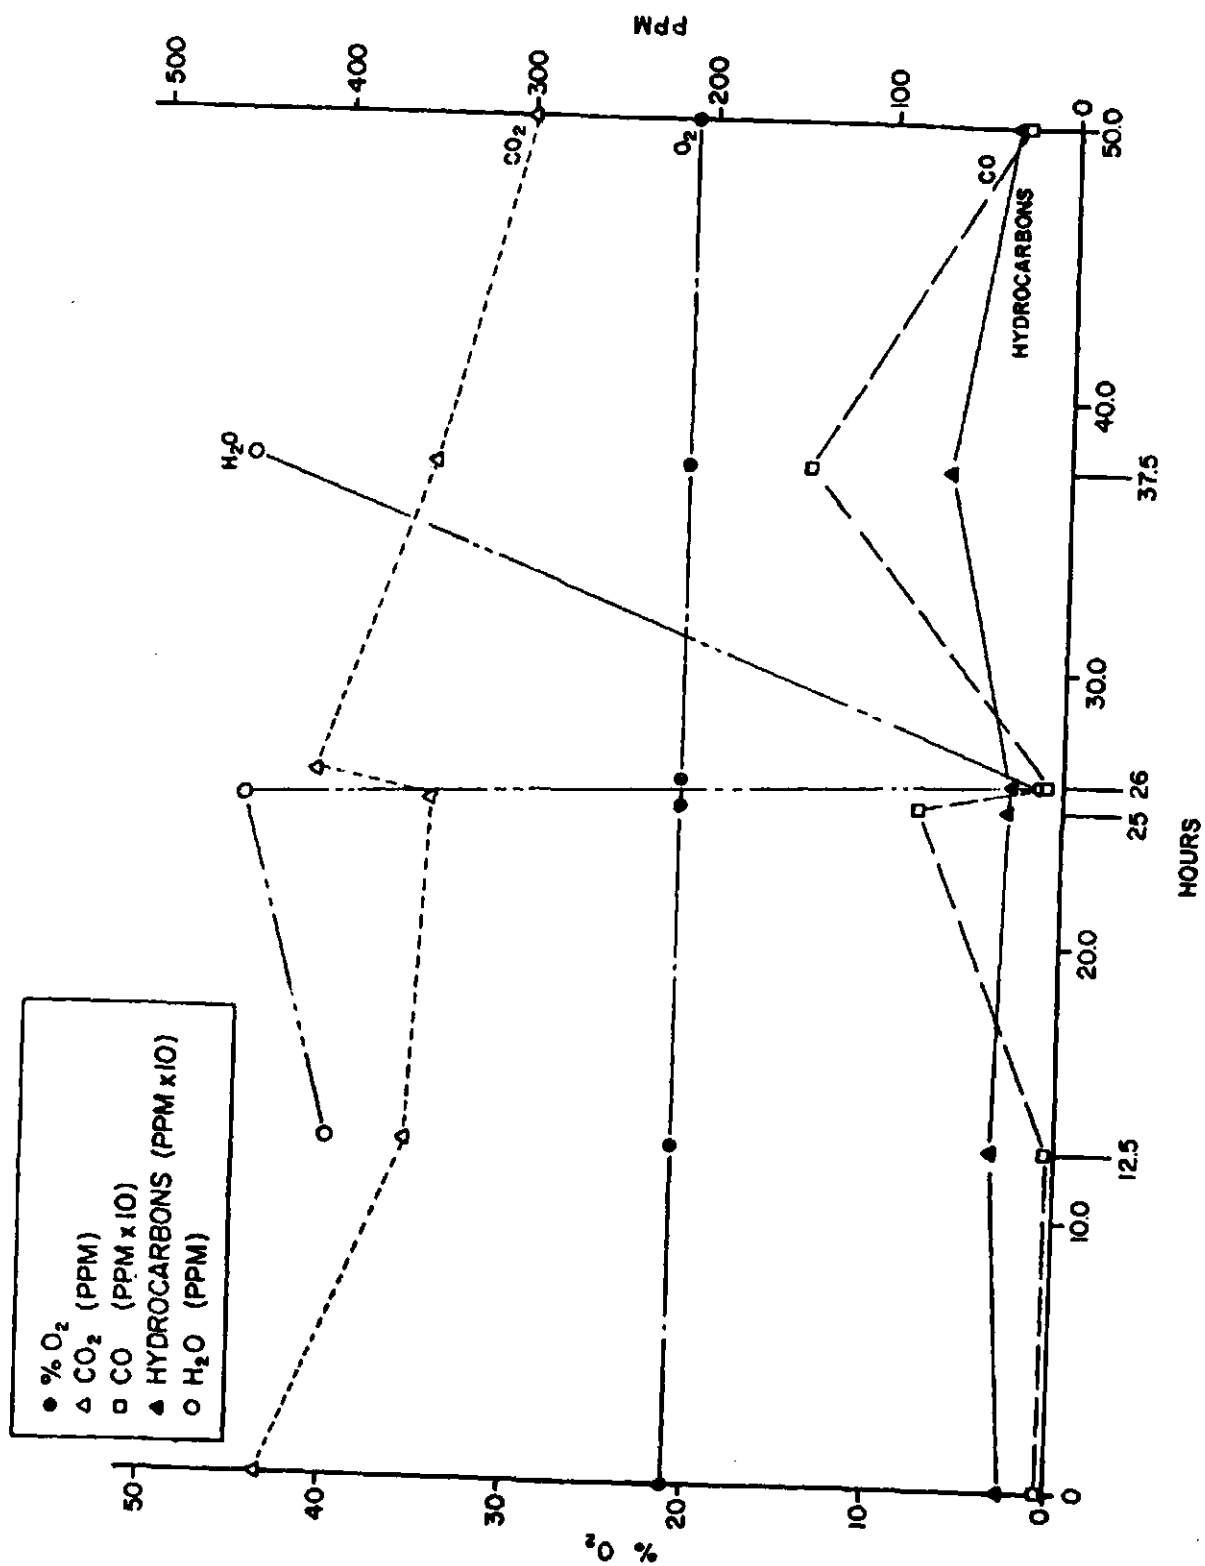 ● % O₂
△ CO₂ (PPM)
□ CO (PPM x10)
▲ HYDROCARBONS (PPM x10)
○ H₂O (PPM)
% O₂
50
40
30
20
10
0
PPM
500
400
300
200
100
0
H₂O
CO₂
O₂
CO
HYDROCARBONS
0
10.0
12.5
20.0
25
26
30.0
37.5
40.0
50.0
HOURS